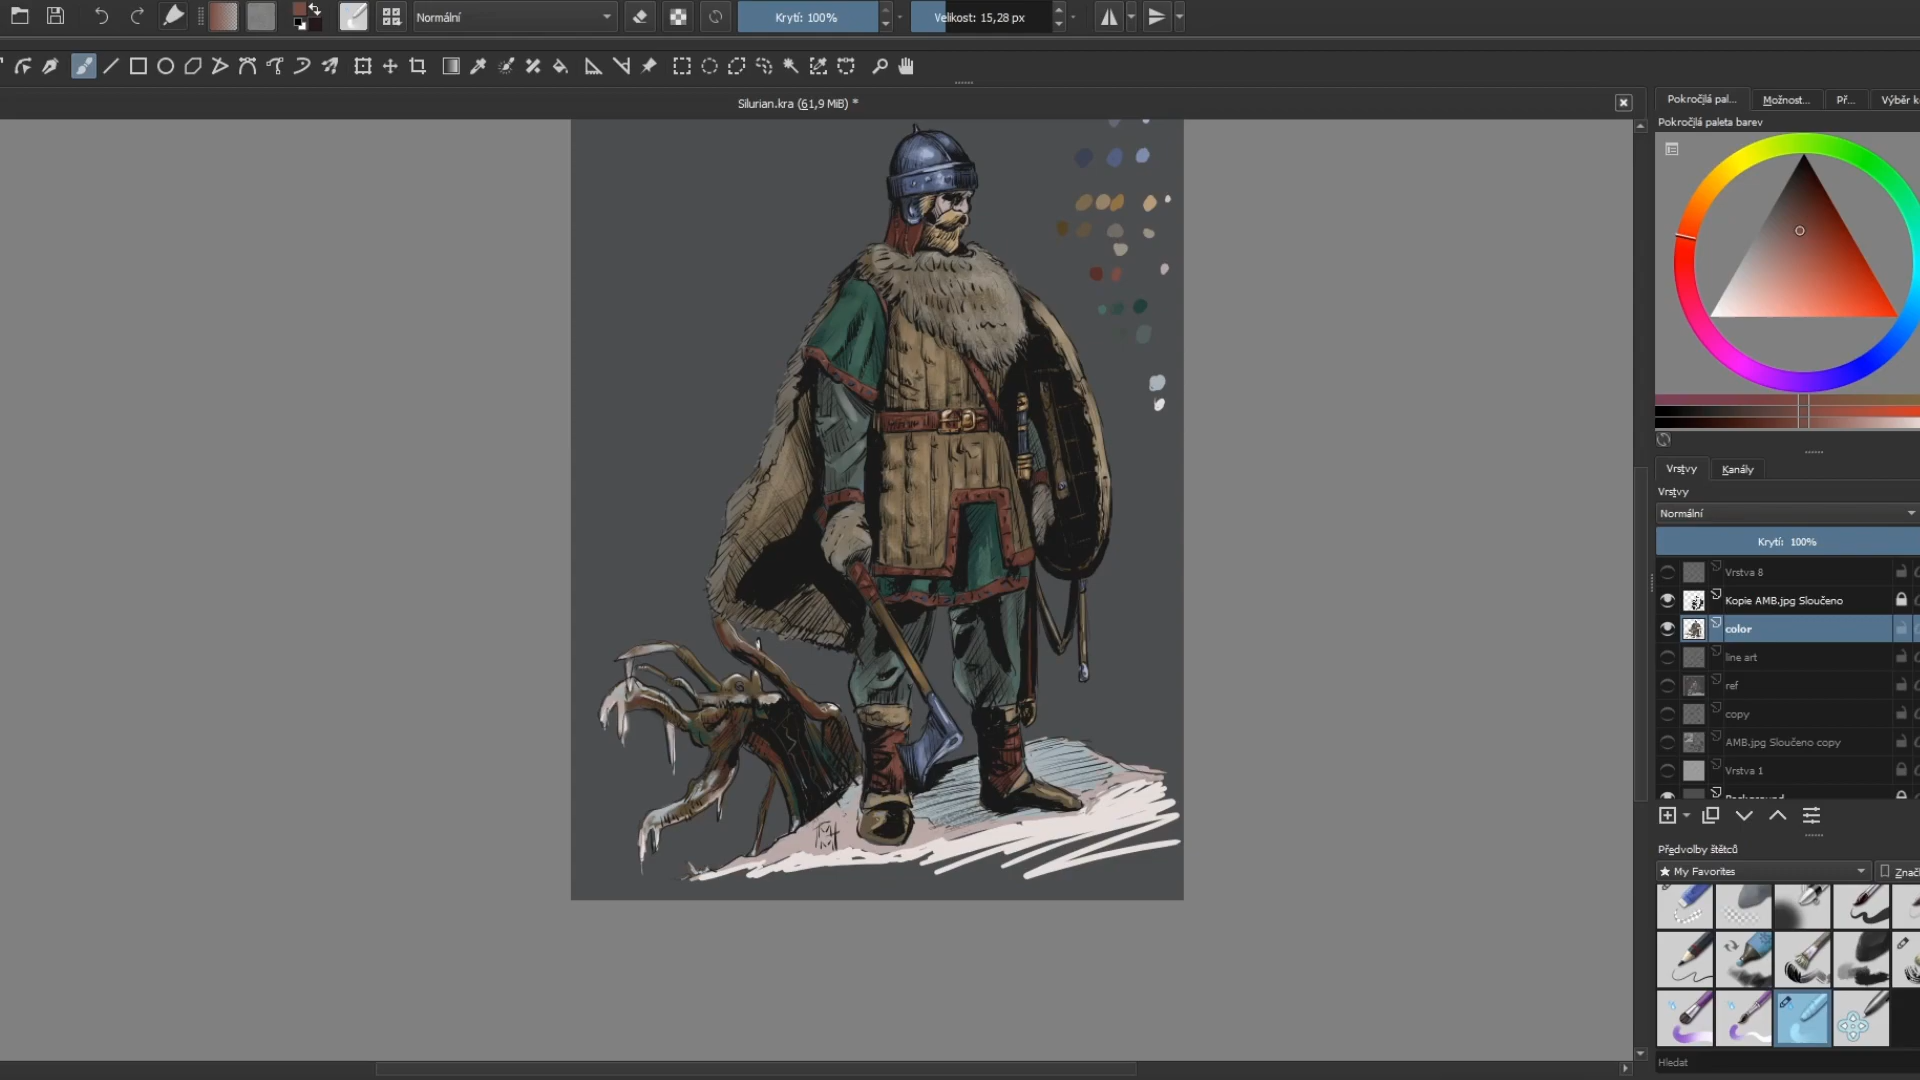 Normální
Krytí: 100%
Velikost: 15,28 px
Silurian.kra (61,9 MiB) *
Pokročilá pal...
Možnost...
Př...
Výběr
Pokročilá paleta barev
Vrstvy
Kanály
Vrstvy
Normální
Krytí: 100%
Vrstva 8
Kopie AMB.jpg Sloučeno
color
line art
ref
copy
AMB.jpg Sloučeno copy
Vrstva 1
Background
Předvolby štětců
★ My Favorites
Znač
Hledat